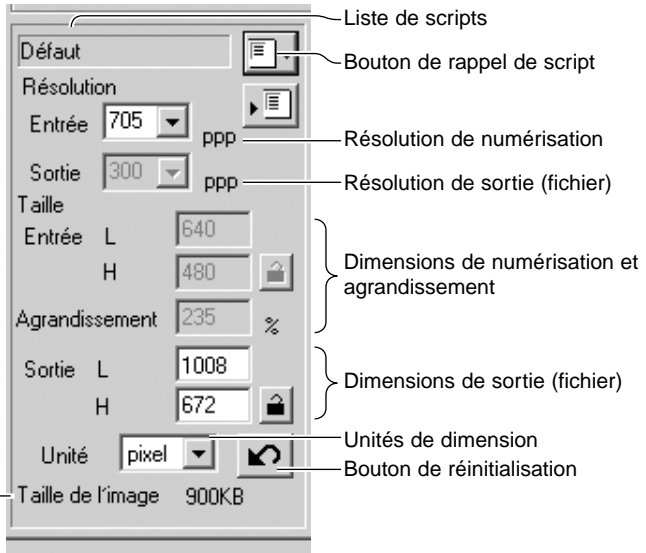 Liste de scripts
Défaut
Bouton de rappel de script
Résolution
Entrée 705 ppp
Résolution de numérisation
Sortie 300 ppp
Résolution de sortie (fichier)
Taille
Entrée L 640
H 480
Dimensions de numérisation et
agrandissement
Agrandissement 235 %
Sortie L 1008
Dimensions de sortie (fichier)
H 672
Unités de dimension
Unité pixel
Bouton de réinitialisation
Taille de l'image 900KB